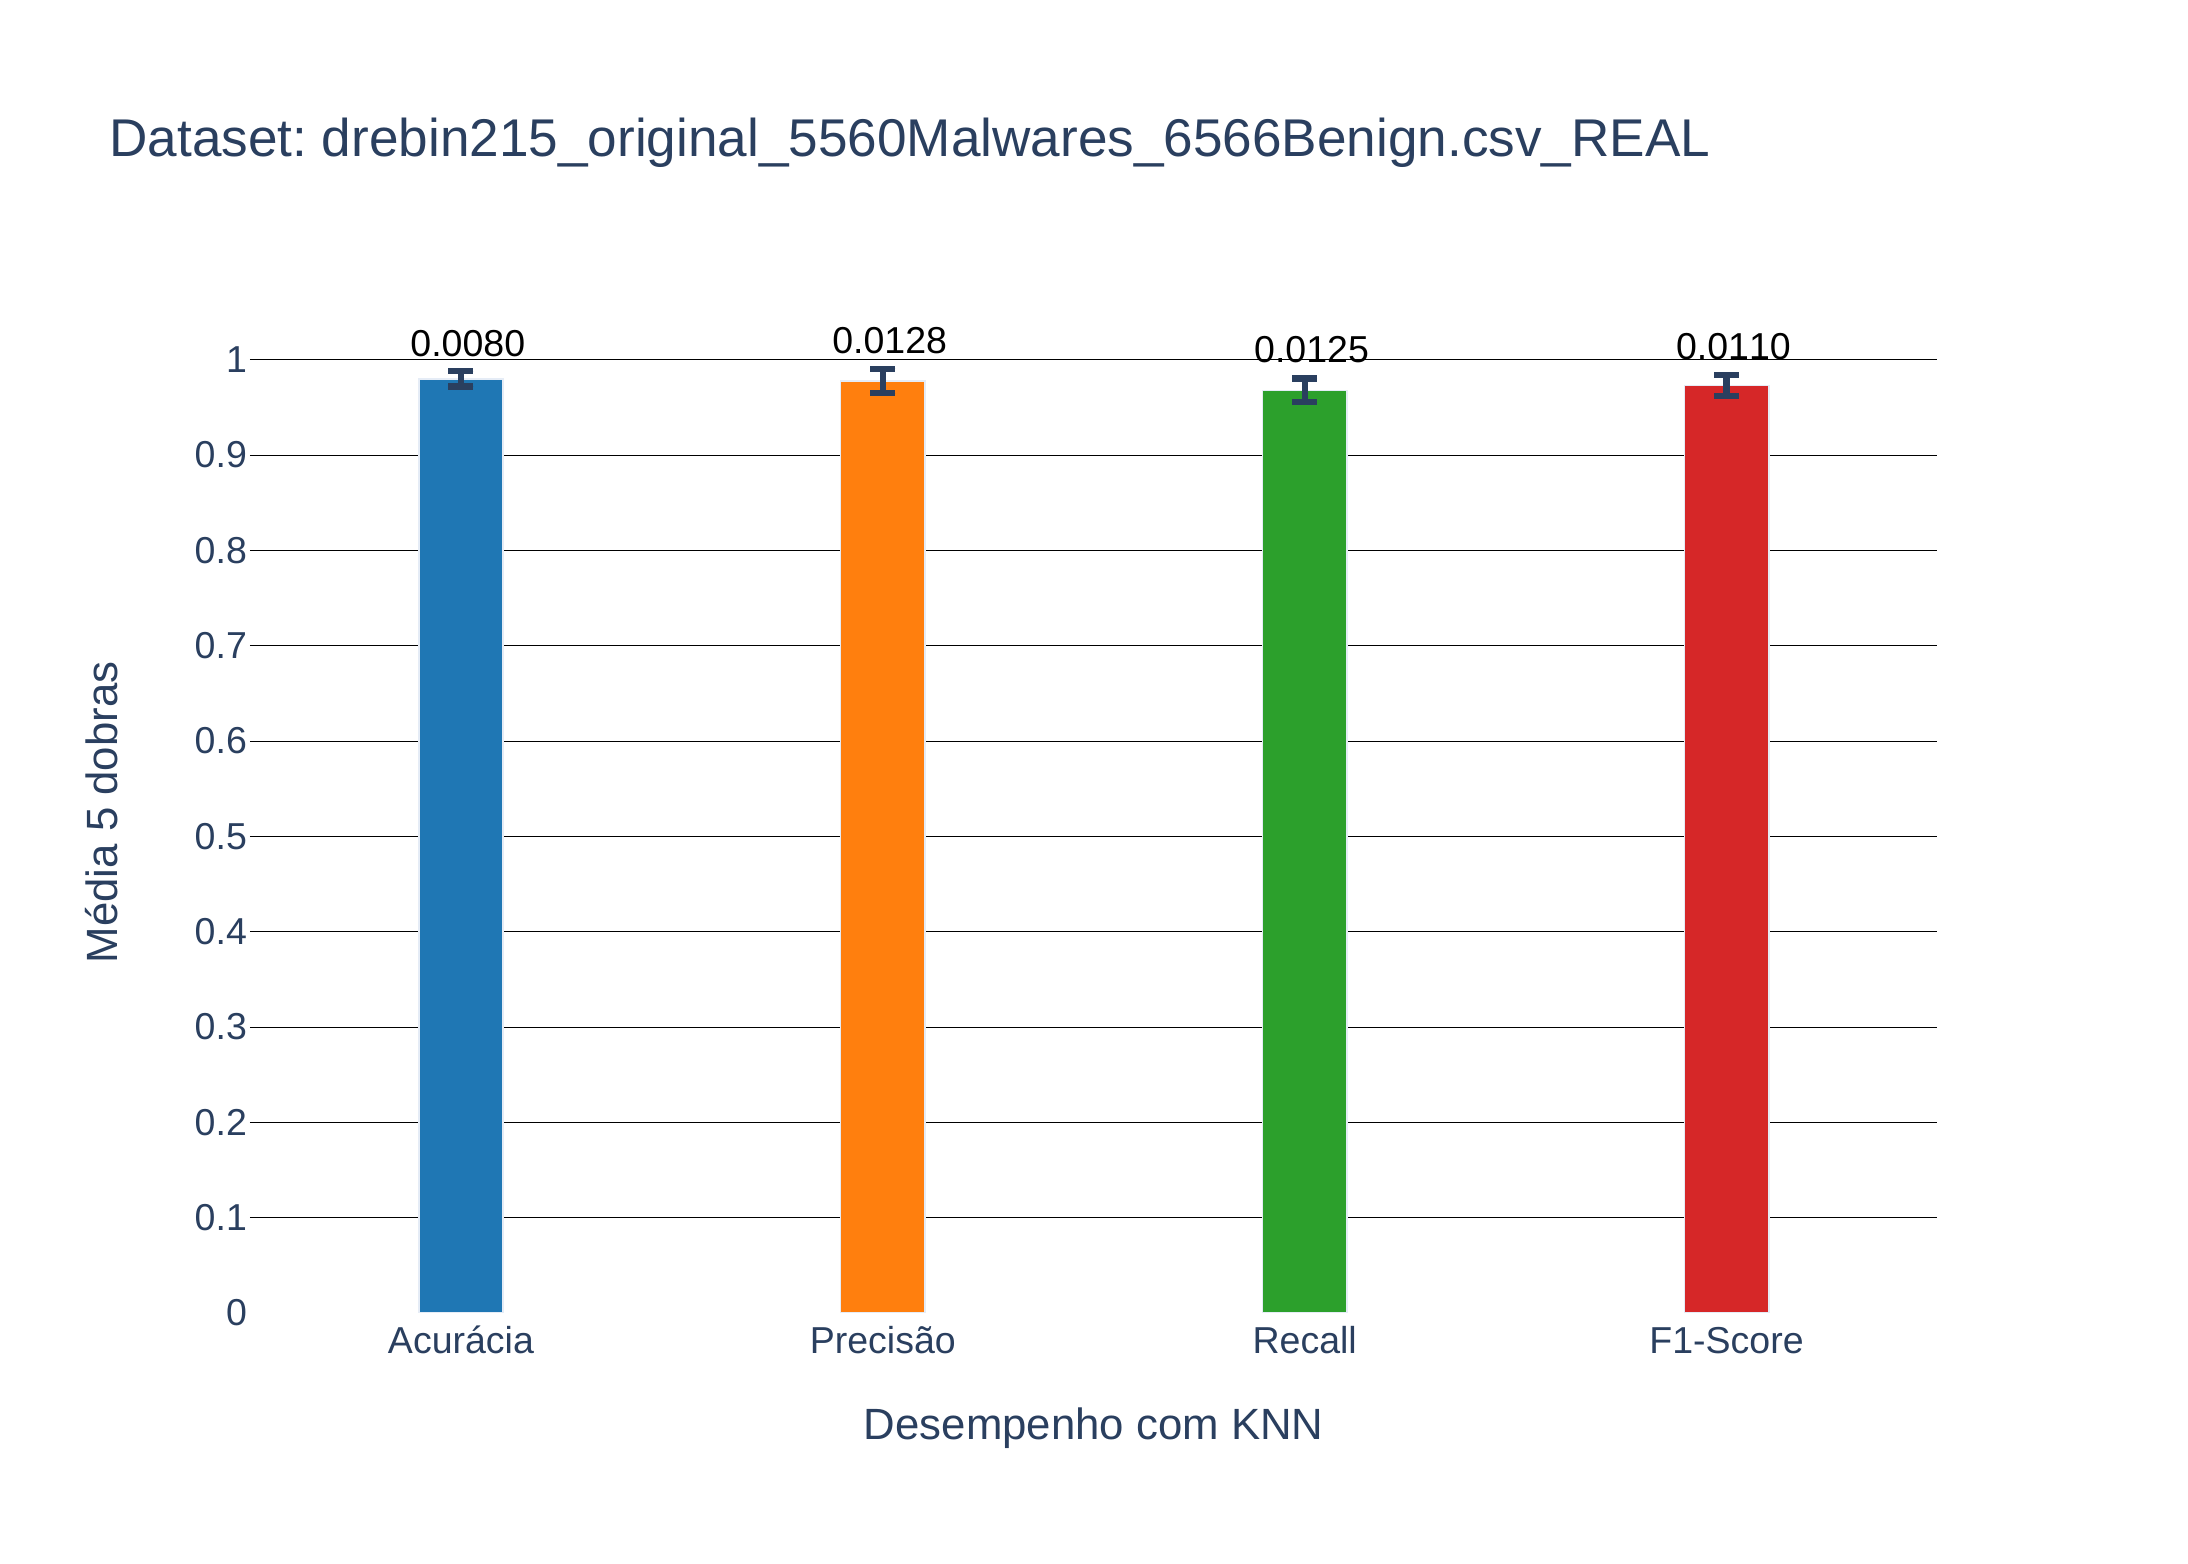 Dataset: drebin215_original_5560Malwares_6566Benign.csv_REAL
0.0080
0.0128
0.0125
0.0110
1
0.9
0.8
0.7
0.6
0.5
0.4
0.3
0.2
0.1
0
Média 5 dobras
Acurácia
Precisão
Recall
F1-Score
Desempenho com KNN